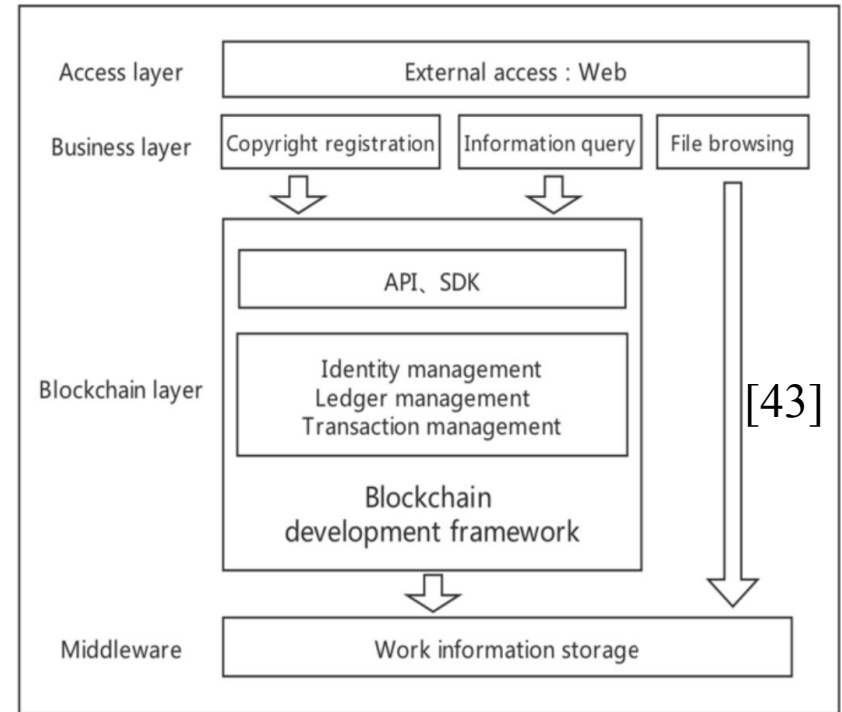 Access layer
External access : Web
Business layer
Copyright registration
Information query
File browsing
API、SDK
Blockchain layer
Identity management
Ledger management
Transaction management
[43]
Blockchain
development framework
Middleware
Work information storage